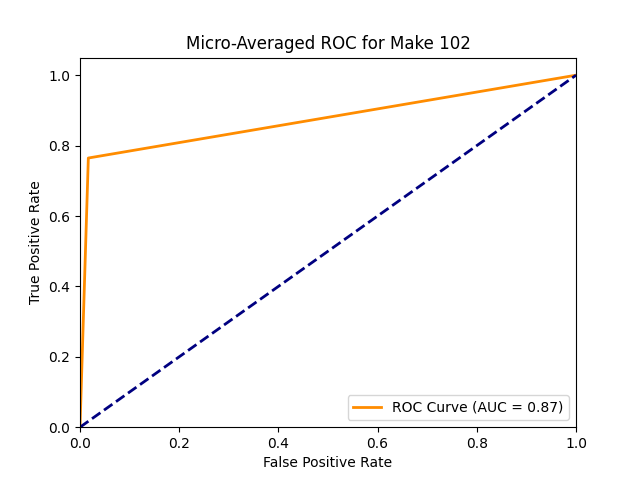 Micro-Averaged ROC for Make 102
True Positive Rate
1.0
0.8
0.6
0.4
0.2
0.0
ROC Curve (AUC = 0.87)
0.0 0.2 0.4 0.6 0.8 1.0
False Positive Rate